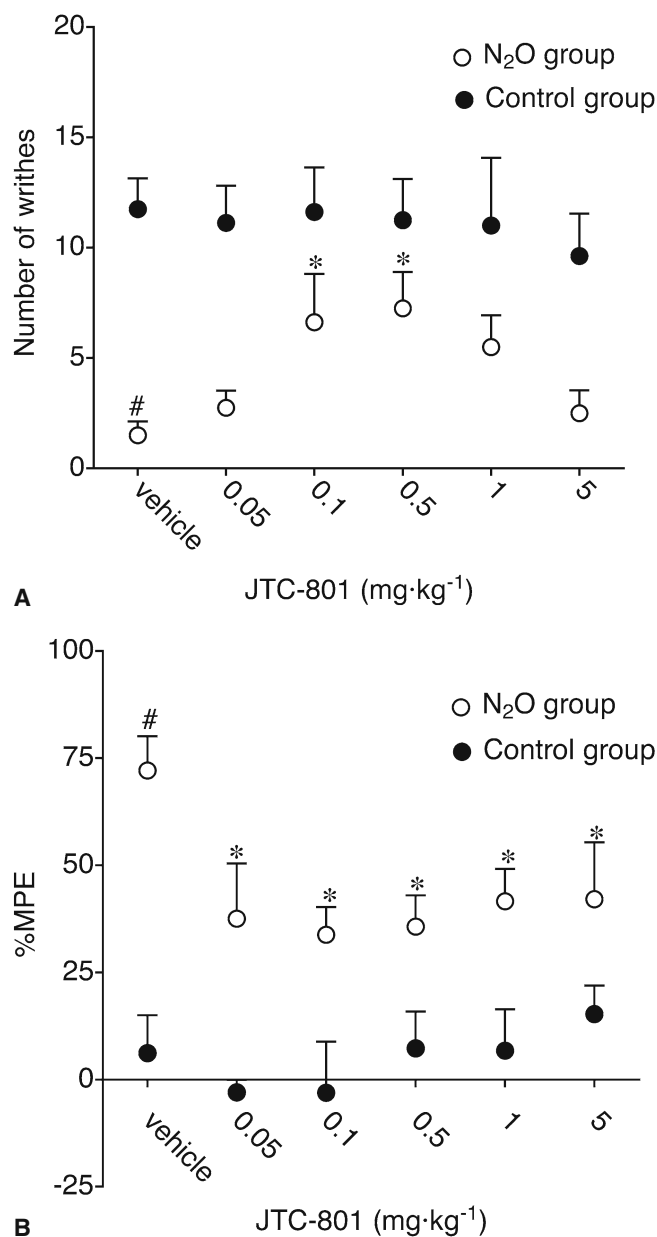 20
N₂O group
Control group
15
Number of writhes
10
*
*
5
#
0
vehicle
0.05
0.1
0.5
1
5
JTC-801 (mg·kg⁻¹)
A
100
N₂O group
#
Control group
75
*
*
*
*
*
50
%MPE
25
0
vehicle
0.05
0.1
0.5
1
5
-25
JTC-801 (mg·kg⁻¹)
B